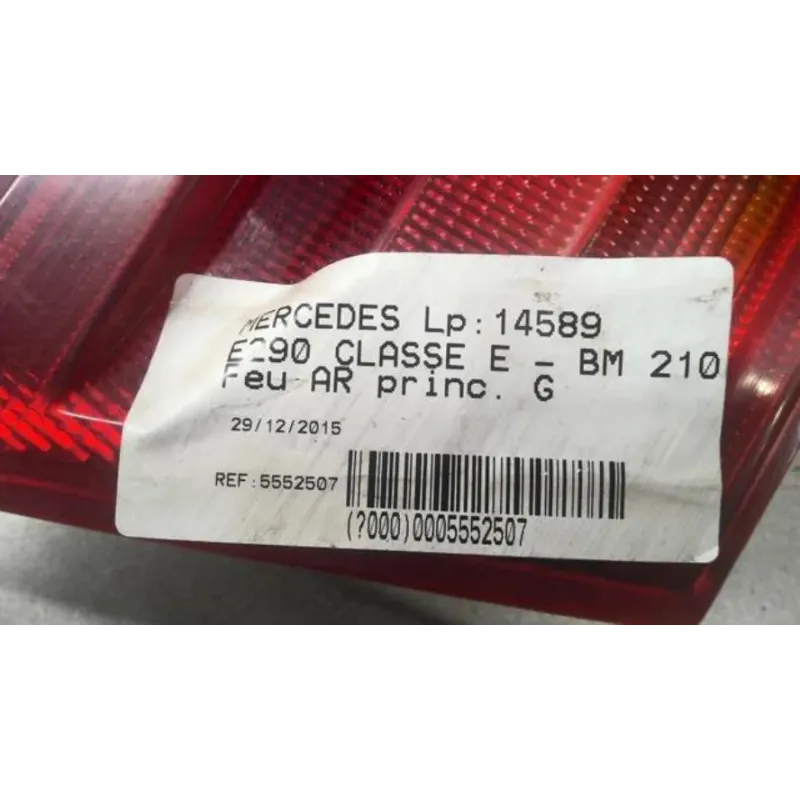 MERCEDES Lp:14589
E290 CLASSE E - BM 210
Feu AR princ. G
29/12/2015
REF:5552507
(?000)0005552507